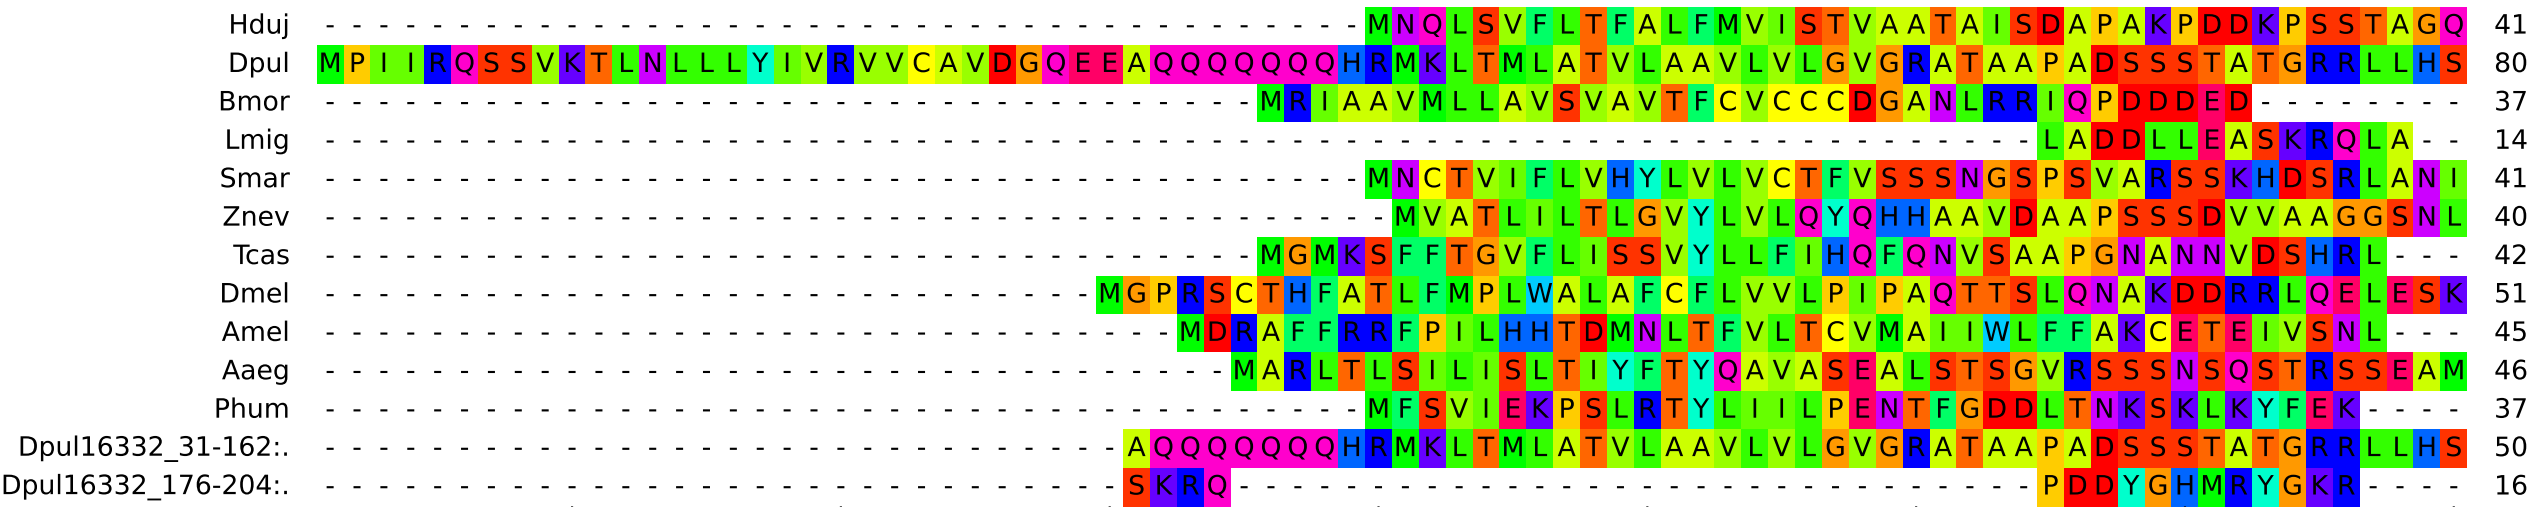 Hduj ---------------------------------------MNQLSVFLTFALFMVISTVAATAISDAPAKPDDKPSSTAGQ 41
Dpul MPIIRQSSVKTLNLLLYIVRVVCAVDGQEEAQQQQQQQHRMKLTMLATVLAAVLVLGVGRATAAPADSSSTATGRRLLHS 80
Bmor -----------------------------------MRIAAVMLLAVSVAVTFCVCCCDGANLRRIQPDDDED-------- 37
Lmig ----------------------------------------------------------------LADDLLEASKRQLA-- 14
Smar ---------------------------------------MNCTVIFLVHYLVLVCTFVSSSNGSPSVARSSKHDSRLANI 41
Znev ----------------------------------------MVATLILTLGVYLVLQYQHHAAVDAAPSSSDVVAAGGSNL 40
Tcas -----------------------------------MGMKSFFTGVFLISSVYLLFIHQFQNVSAAPGNANNVDSHRL--- 42
Dmel -----------------------------MGPRSCTHFATLFMPLWALAFCFLVVLPIPAQTTSLQNAKDDRRLQELESK 51
Amel --------------------------------MDRAFFRRFPILHHTDMNLTFVLTCVMAIIWLFFAKCETEIVSNL--- 45
Aaeg ----------------------------------MARLTLSILISLTIYFTYQAVASEALSTSGVRSSSNSQSTRSSEAM 46
Phum ---------------------------------------MFSVIEKPSLRTYLIILPENTFGDDLTNKSKLKYFEK---- 37
Dpul16332_31-162:. ------------------------------AQQQQQQQHRMKLTMLATVLAAVLVLGVGRATAAPADSSSTATGRRLLHS 50
Dpul16332_176-204:. ------------------------------SKRQ------------------------------PDDYGHMRYGKR---- 16